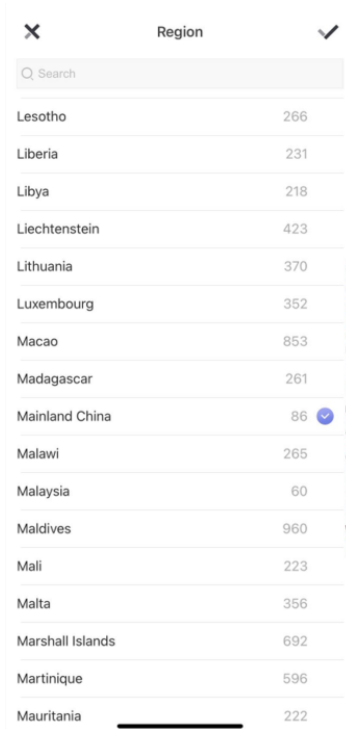 Region
Search
Lesotho 266
Liberia 231
Libya 218
Liechtenstein 423
Lithuania 370
Luxembourg 352
Macao 853
Madagascar 261
Mainland China 86
Malawi 265
Malaysia 60
Maldives 960
Mali 223
Malta 356
Marshall Islands 692
Martinique 596
Mauritania 222